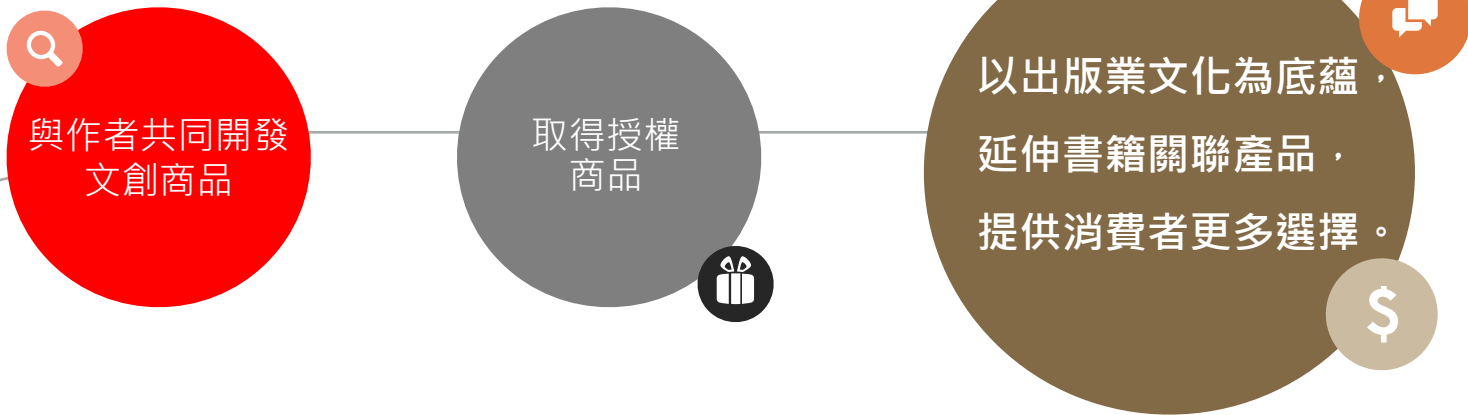 與作者共同開發
文創商品
取得授權
商品
以出版業文化為底蘊，
延伸書籍關聯產品，
提供消費者更多選擇。
$